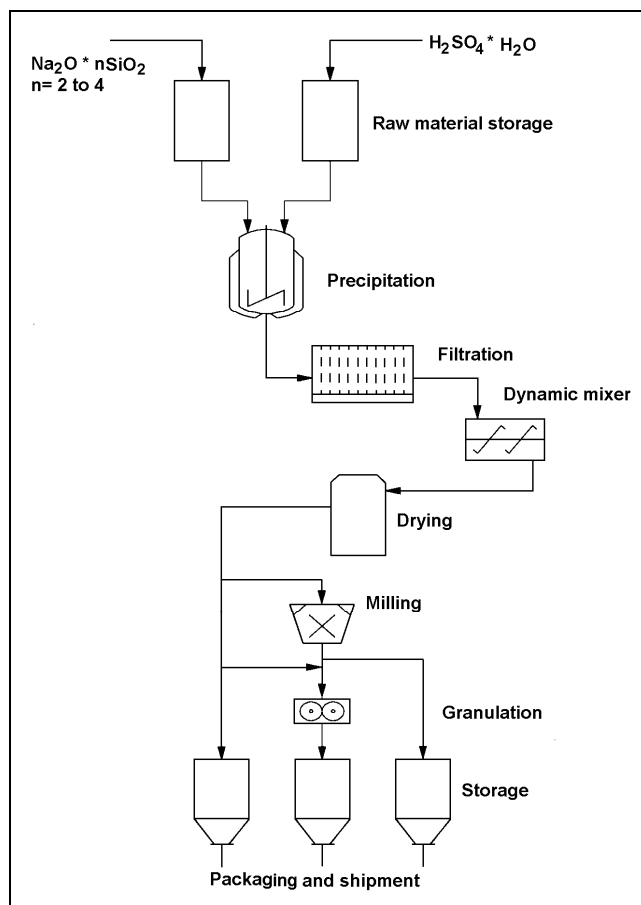 Na₂O * nSiO₂
n= 2 to 4
H₂SO₄ * H₂O
Raw material storage
Precipitation
Filtration
Dynamic mixer
Drying
Milling
Granulation
Storage
Packaging and shipment